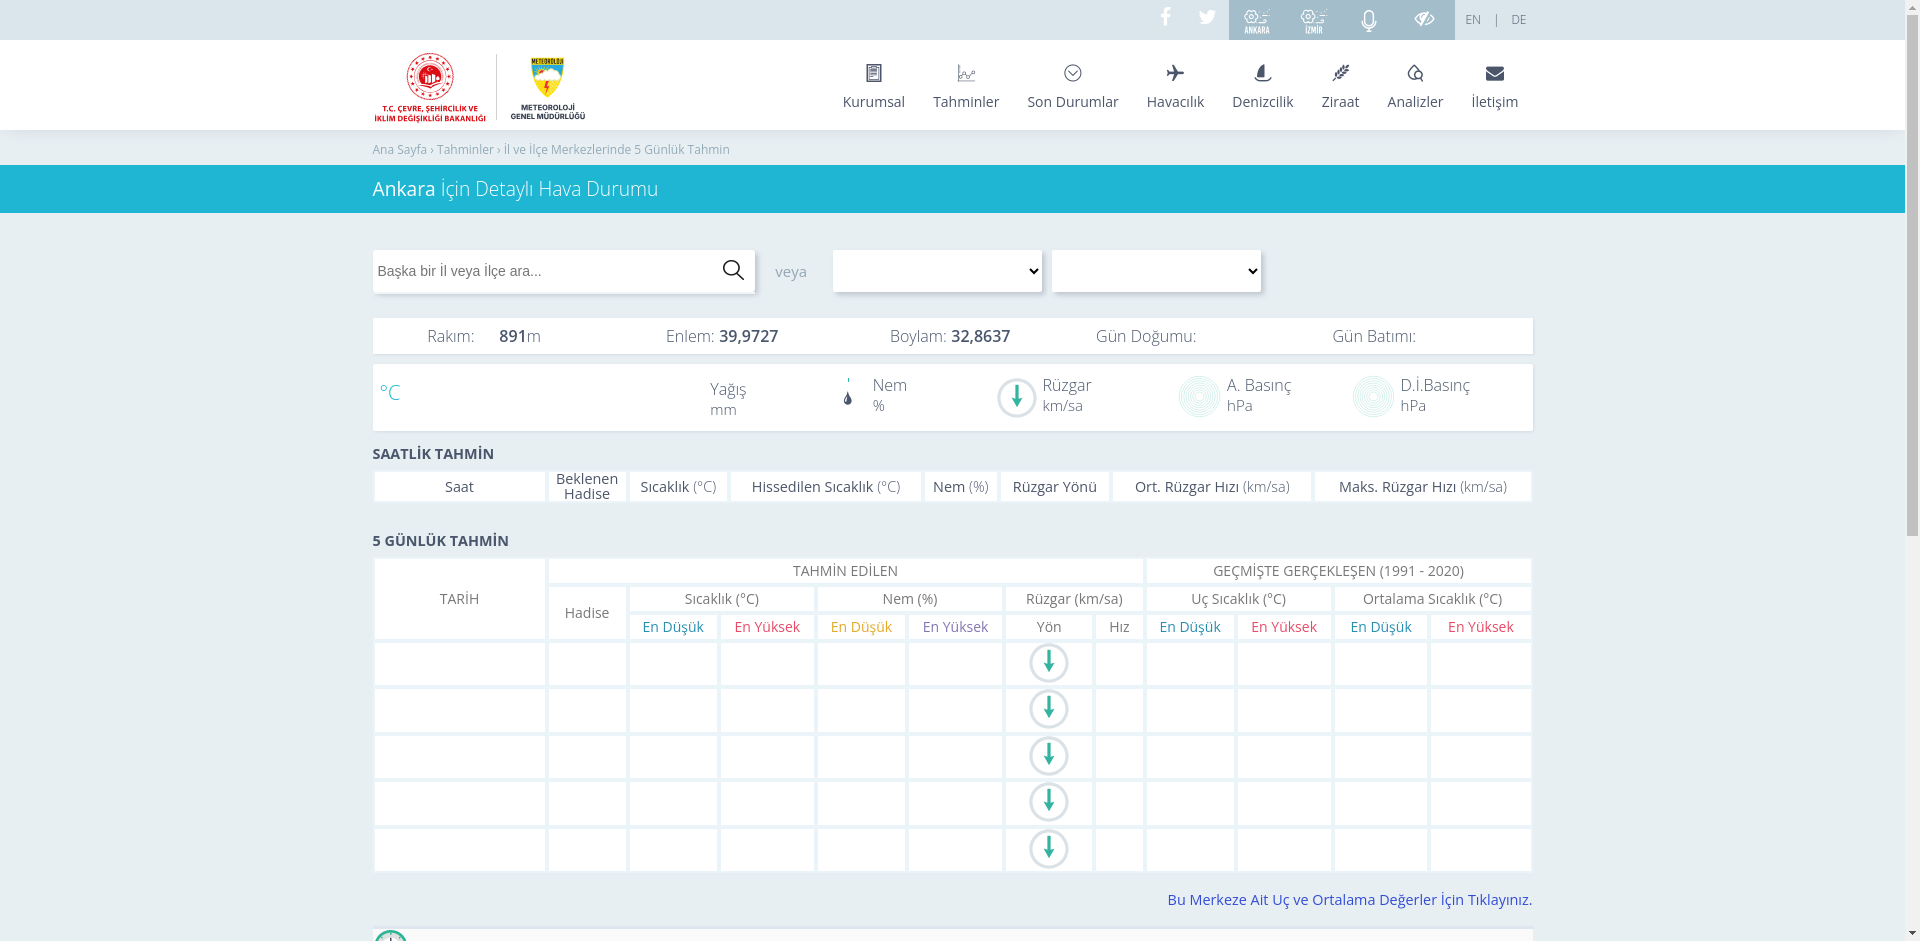 ANKARA
İZMİR
EN | DE
T.C. ÇEVRE, ŞEHİRCİLİK VE
İKLİM DEĞİŞİKLİĞİ BAKANLIĞI
METEOROLOJİ
METEOROLOJİ
GENEL MÜDÜRLÜĞÜ
Kurumsal
Tahminler
Son Durumlar
Havacılık
Denizcilik
Ziraat
Analizler
İletişim
Ana Sayfa › Tahminler › İl ve İlçe Merkezlerinde 5 Günlük Tahmin
Ankara İçin Detaylı Hava Durumu
Başka bir İl veya İlçe ara...
veya
Rakım: 891m
Enlem: 39,9727
Boylam: 32,8637
Gün Doğumu:
Gün Batımı:
°C
Yağış
mm
Nem
%
Rüzgar
km/sa
A. Basınç
hPa
D.İ.Basınç
hPa
SAATLİK TAHMİN
Saat
Beklenen
Hadise
Sıcaklık (°C)
Hissedilen Sıcaklık (°C)
Nem (%)
Rüzgar Yönü
Ort. Rüzgar Hızı (km/sa)
Maks. Rüzgar Hızı (km/sa)
5 GÜNLÜK TAHMİN
TARİH
TAHMİN EDİLEN
GEÇMİŞTE GERÇEKLEŞEN (1991 - 2020)
Hadise
Sıcaklık (°C)
Nem (%)
Rüzgar (km/sa)
Uç Sıcaklık (°C)
Ortalama Sıcaklık (°C)
En Düşük
En Yüksek
En Düşük
En Yüksek
Yön
Hız
En Düşük
En Yüksek
En Düşük
En Yüksek
Bu Merkeze Ait Uç ve Ortalama Değerler İçin Tıklayınız.